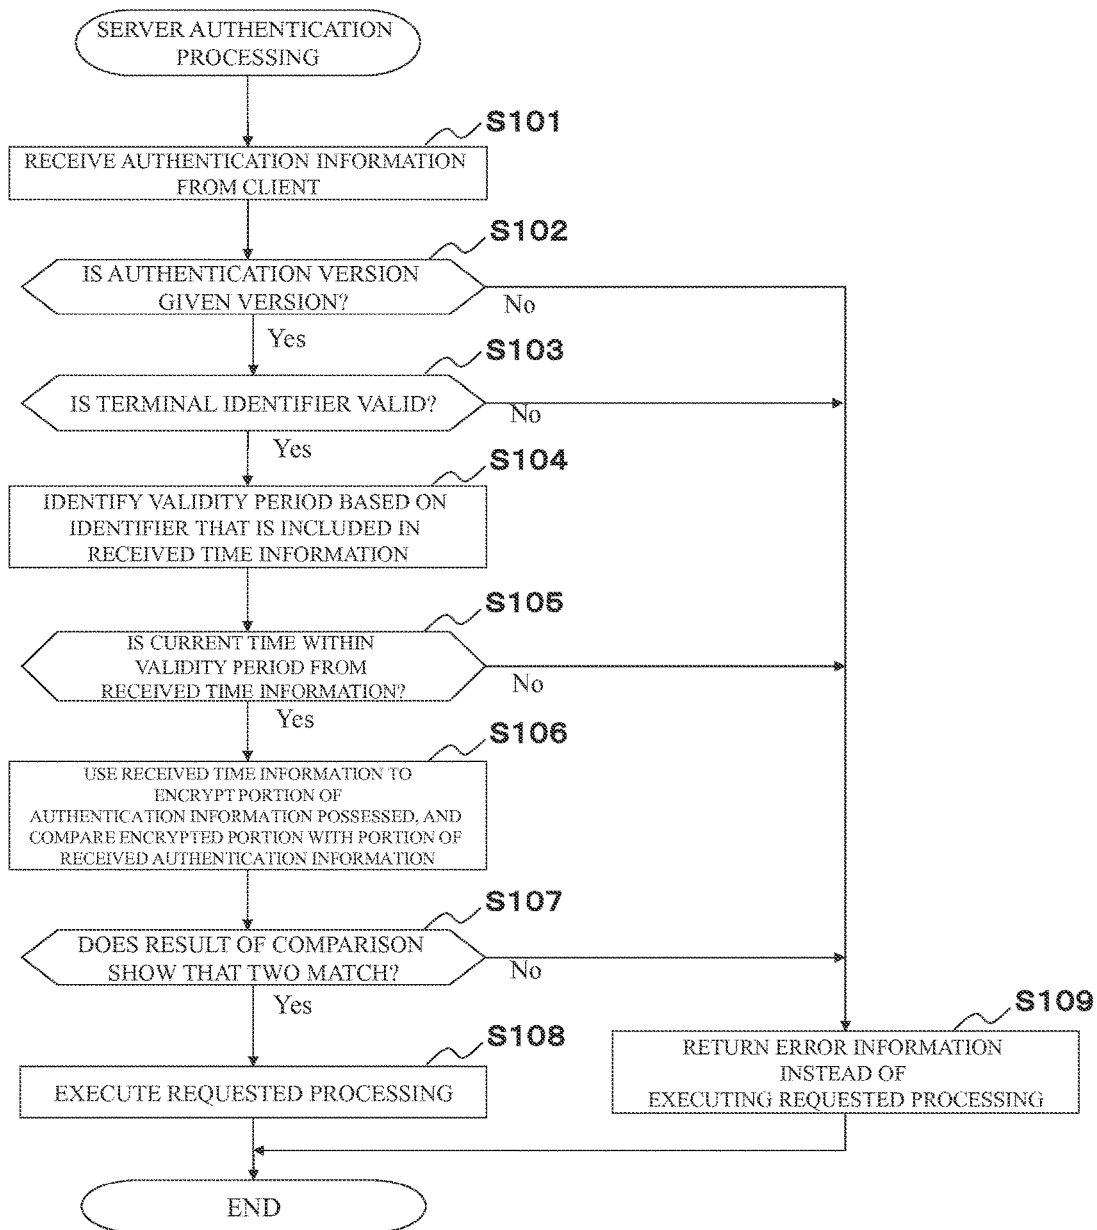 SERVER AUTHENTICATION
PROCESSING
S101
RECEIVE AUTHENTICATION INFORMATION
FROM CLIENT
S102
IS AUTHENTICATION VERSION
GIVEN VERSION?
No
Yes
S103
IS TERMINAL IDENTIFIER VALID?
No
Yes
S104
IDENTIFY VALIDITY PERIOD BASED ON
IDENTIFIER THAT IS INCLUDED IN
RECEIVED TIME INFORMATION
S105
IS CURRENT TIME WITHIN
VALIDITY PERIOD FROM
RECEIVED TIME INFORMATION?
No
Yes
S106
USE RECEIVED TIME INFORMATION TO
ENCRYPT PORTION OF
AUTHENTICATION INFORMATION POSSESSED, AND
COMPARE ENCRYPTED PORTION WITH PORTION OF
RECEIVED AUTHENTICATION INFORMATION
S107
DOES RESULT OF COMPARISON
SHOW THAT TWO MATCH?
No
Yes
S108
EXECUTE REQUESTED PROCESSING
S109
RETURN ERROR INFORMATION
INSTEAD OF
EXECUTING REQUESTED PROCESSING
END